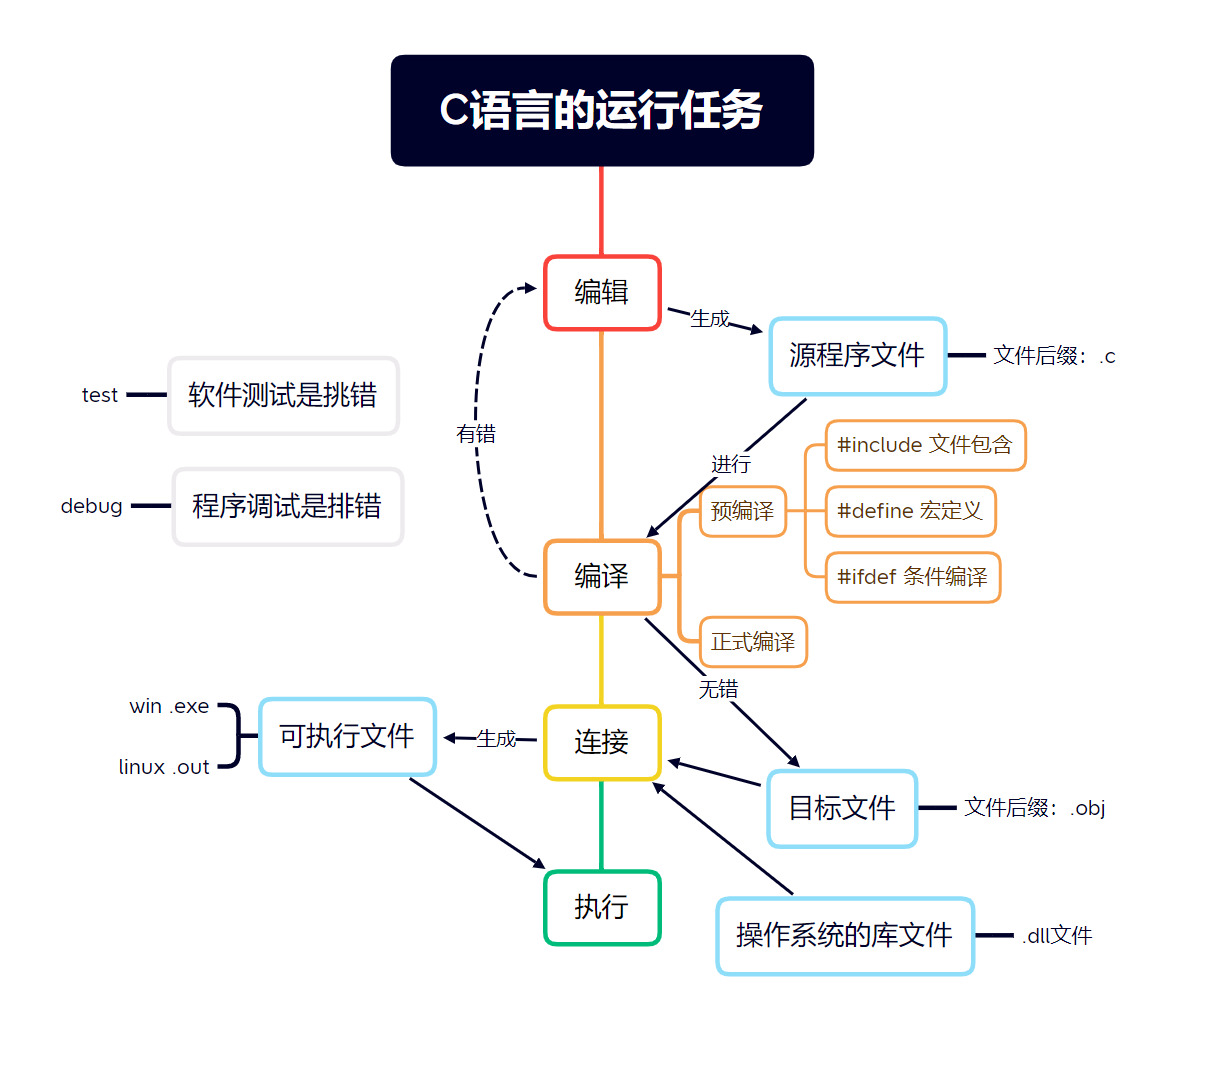 C语言的运行任务
编辑
生成
源程序文件
文件后缀：.c
test
软件测试是挑错
有错
进行
#include 文件包含
debug
程序调试是排错
预编译
#define 宏定义
编译
#ifdef 条件编译
正式编译
无错
win .exe
可执行文件
生成
连接
linux .out
目标文件
文件后缀：.obj
执行
操作系统的库文件
.dll文件